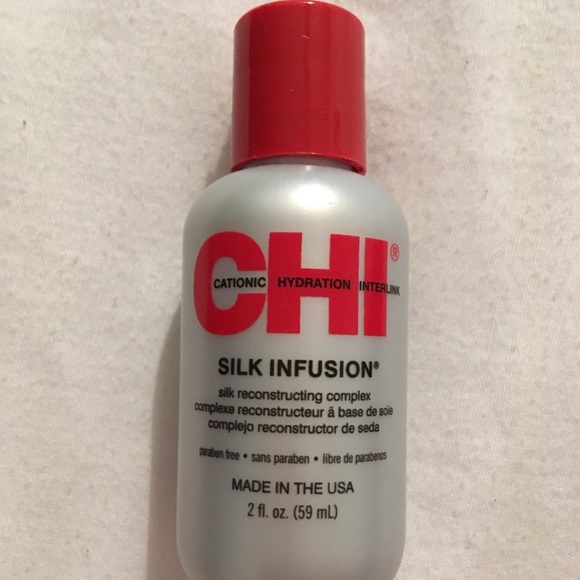 CHI®
CATIONIC HYDRATION INTERLINK
SILK INFUSION®
silk reconstructing complex
complexe reconstructeur à base de soie
complejo reconstructor de seda
paraben free • sans paraben • libre de parabenos
MADE IN THE USA
2 fl. oz. (59 mL)